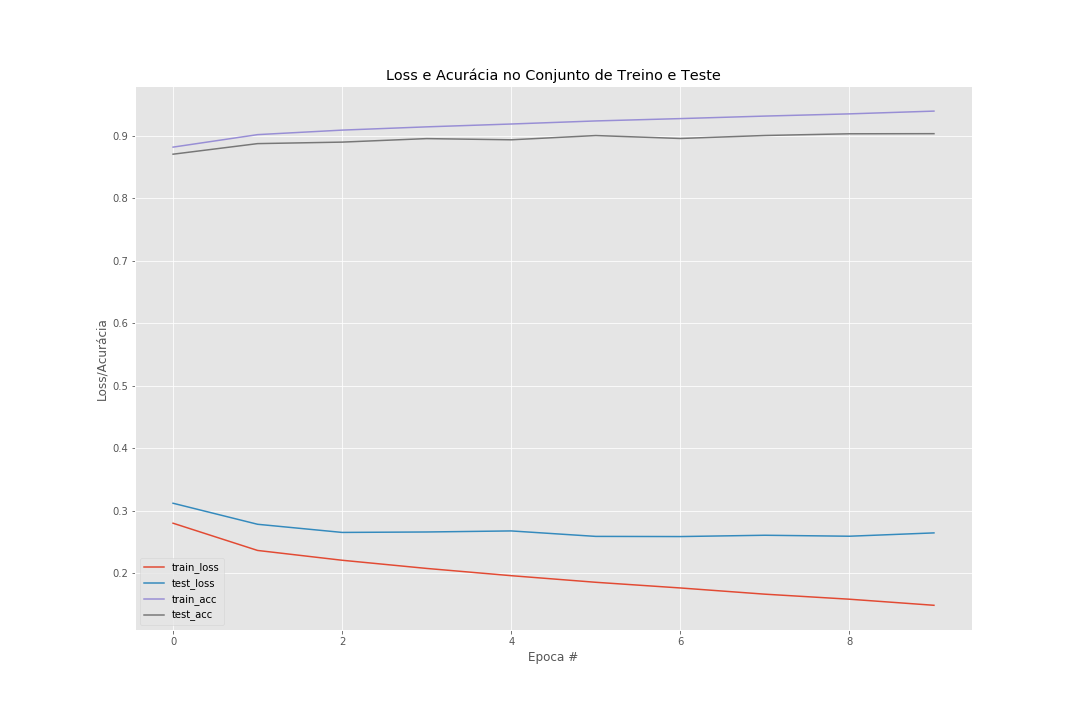 Loss e Acurácia no Conjunto de Treino e Teste
0.9
0.8
0.7
0.6
0.5
0.4
0.3
0.2
Loss/Acurácia
train_loss
test_loss
train_acc
test_acc
0 2 4 6 8
Epoca #